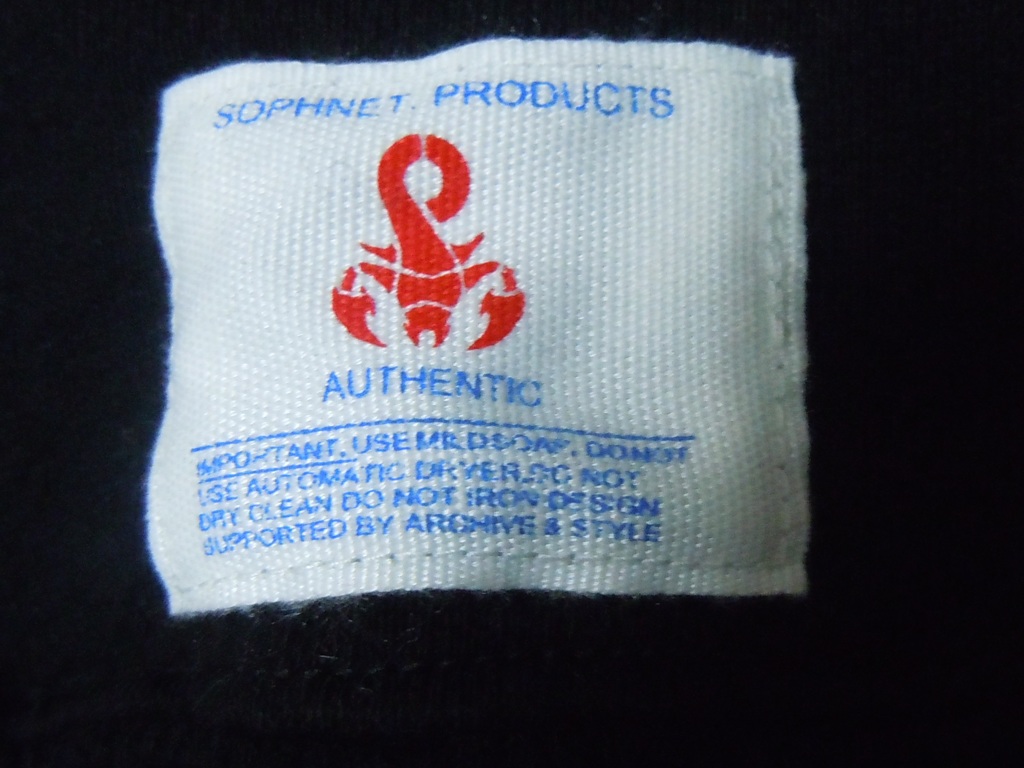 SOPHNET. PRODUCTS
AUTHENTIC
IMPORTANT. USE MILD SOAP. DO NOT
USE AUTOMATIC DRYER. DO NOT
DRY CLEAN DO NOT IRON DESIGN
SUPPORTED BY ARCHIVE & STYLE